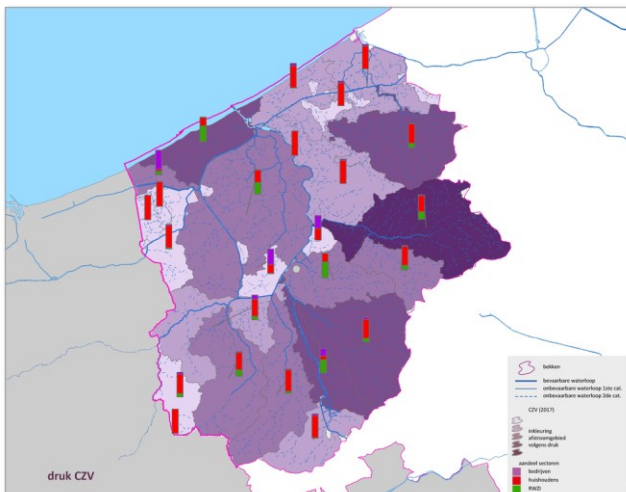 bekken
bevaarbare waterloop
onbevaarbare waterloop 1ste cat.
onbevaarbare waterloop 2de cat.
CZV (2017)
inkleuring
afstroomgebied
volgens druk
aandeel sectoren
bedrijven
huishoudens
RWZI
druk CZV